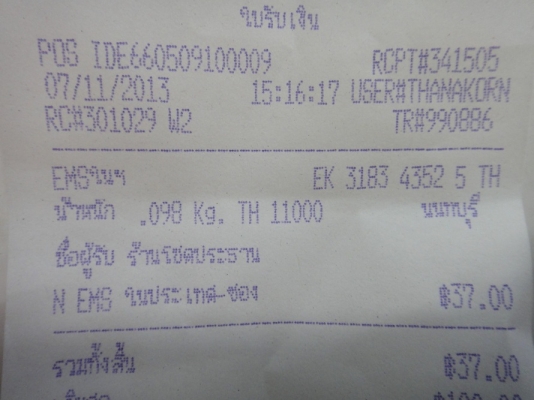 ใบรับเงิน
POS IDE660509100009 RCPT#341505
07/11/2013 15:16:17 USER#THANAKORN
RC#301029 W2 TR#990886
EMSในฯ EK 3183 4352 5 TH
น้ำหนัก .098 Kg. TH 11000 นนทบุรี
ชื่อผู้รับ ร้านโชคประธาน
N EMS ในประเทศ-ซอง ฿37.00
รวมทั้งสิ้น ฿37.00